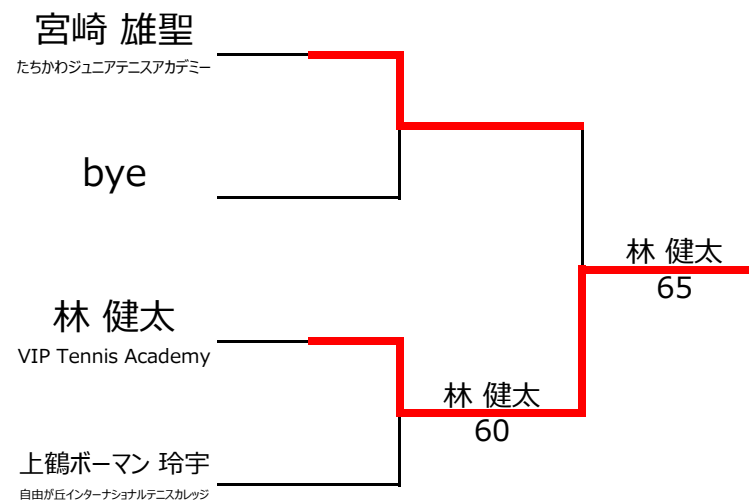 宮崎 雄聖
たちかわジュニアテニスアカデミー
bye
林 健太
65
林 健太
VIP Tennis Academy
林 健太
60
上鶴ボーマン 玲宇
自由が丘インターナショナルテニスカレッジ